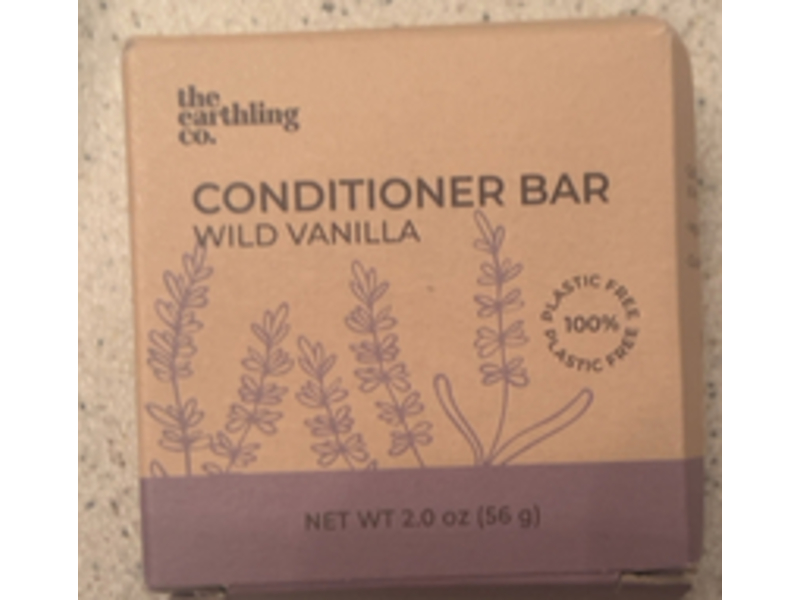 the
earthling
co.
CONDITIONER BAR
WILD VANILLA
PLASTIC FREE
100%
PLASTIC FREE
NET WT 2.0 oz (56 g)